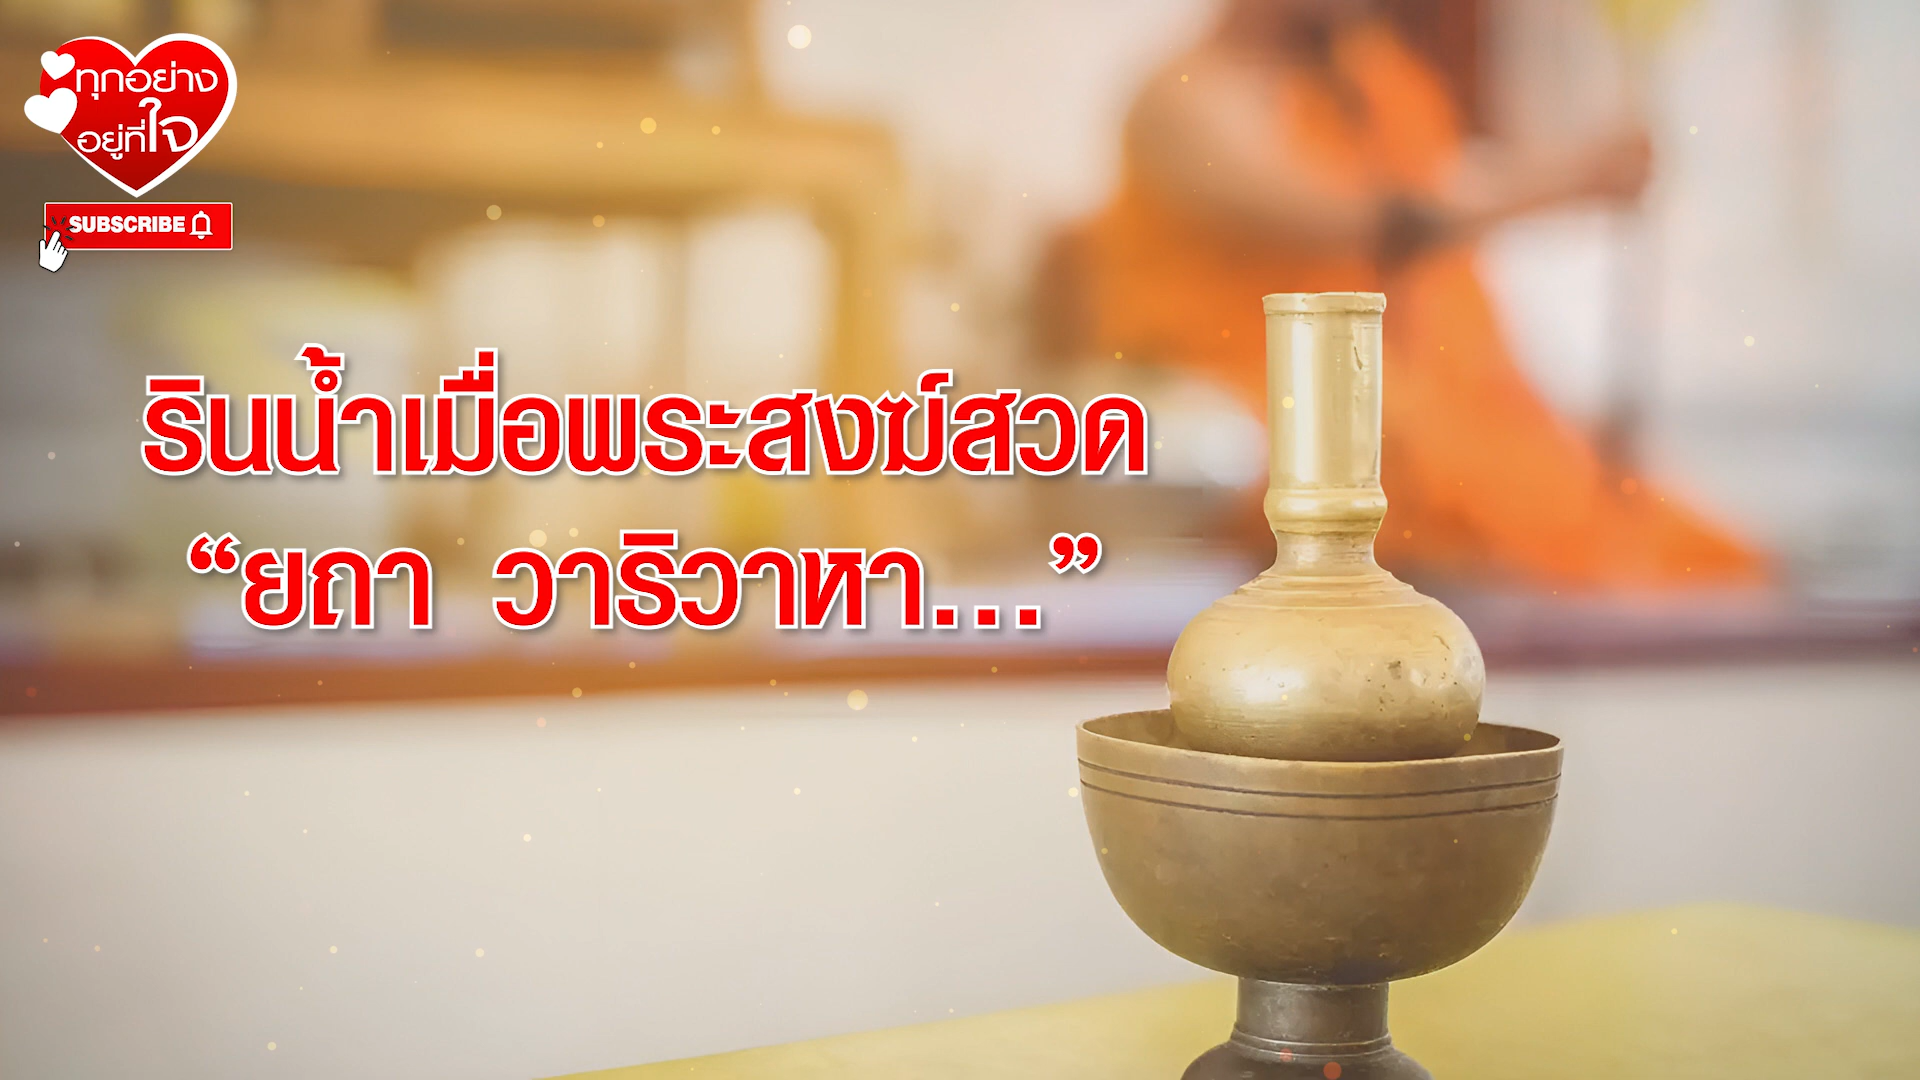 ทุกอย่าง
อยู่ที่ใจ
SUBSCRIBE
รินน้ำเมื่อพระสงฆ์สวด
“ยถา วาริวาหา...”